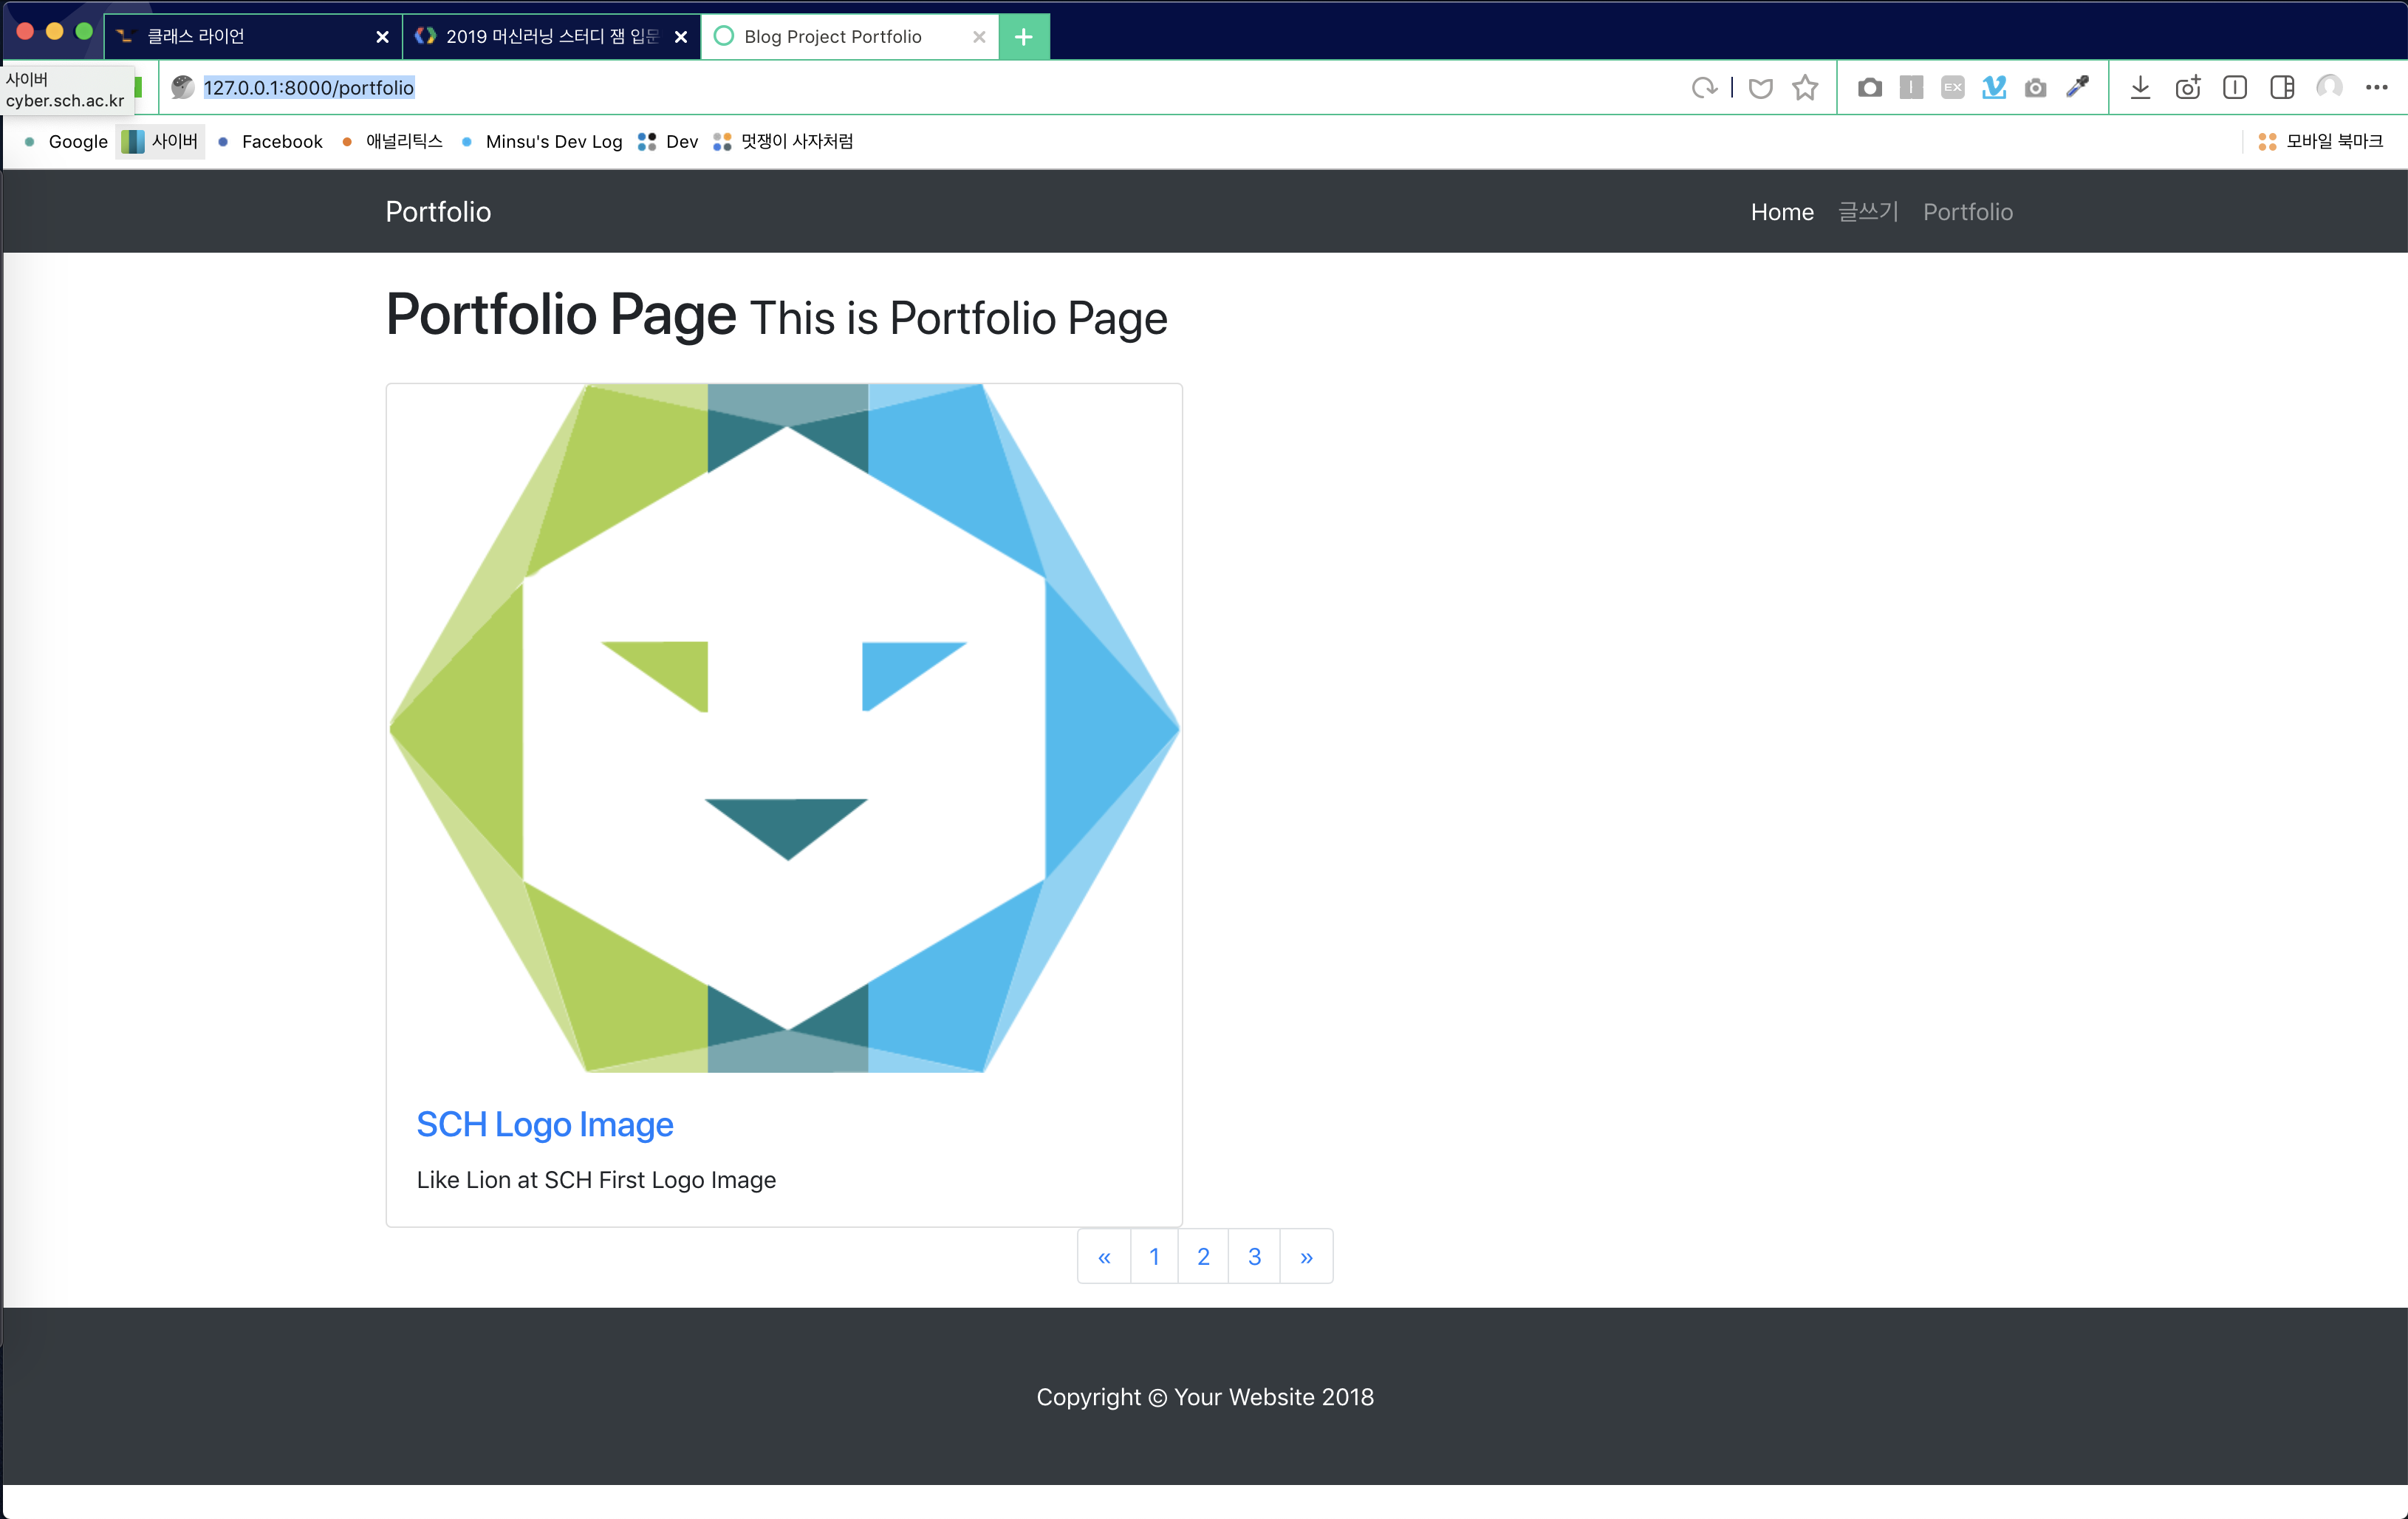 클래스 라이언
2019 머신러닝 스터디 잼 입문
Blog Project Portfolio
사이버
cyber.sch.ac.kr
127.0.0.1:8000/portfolio
EX
Google 사이버 Facebook 애널리틱스 Minsu's Dev Log Dev 멋쟁이 사자처럼 모바일 북마크
Portfolio Home 글쓰기 Portfolio
Portfolio Page This is Portfolio Page
SCH Logo Image
Like Lion at SCH First Logo Image
« 1 2 3 »
Copyright © Your Website 2018